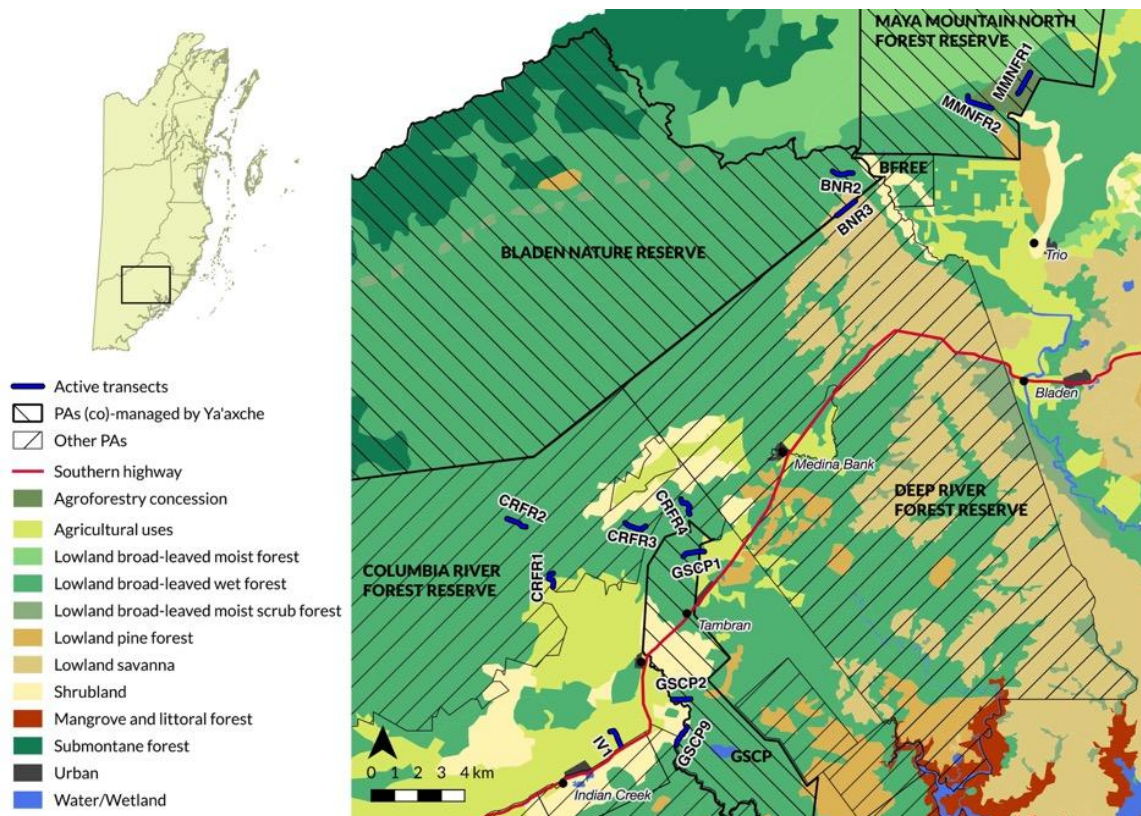 Active transects
PAs (co)-managed by Ya'axche
Other PAs
Southern highway
Agroforestry concession
Agricultural uses
Lowland broad-leaved moist forest
Lowland broad-leaved wet forest
Lowland broad-leaved moist scrub forest
Lowland pine forest
Lowland savanna
Shrubland
Mangrove and littoral forest
Submontane forest
Urban
Water/Wetland
MAYA MOUNTAIN NORTH
FOREST RESERVE
MMNFR1
MMNFR2
BFREE
BNR2
BNR3
BLADEN NATURE RESERVE
Trio
Bladen
Medina Bank
DEEP RIVER
FOREST RESERVE
CRFR2
CRFR3
CRFR4
GSCP1
CRFR1
COLUMBIA RIVER
FOREST RESERVE
Tambran
GSCP2
IV1
GSCP9
GSCP
0 1 2 3 4 km
Indian Creek